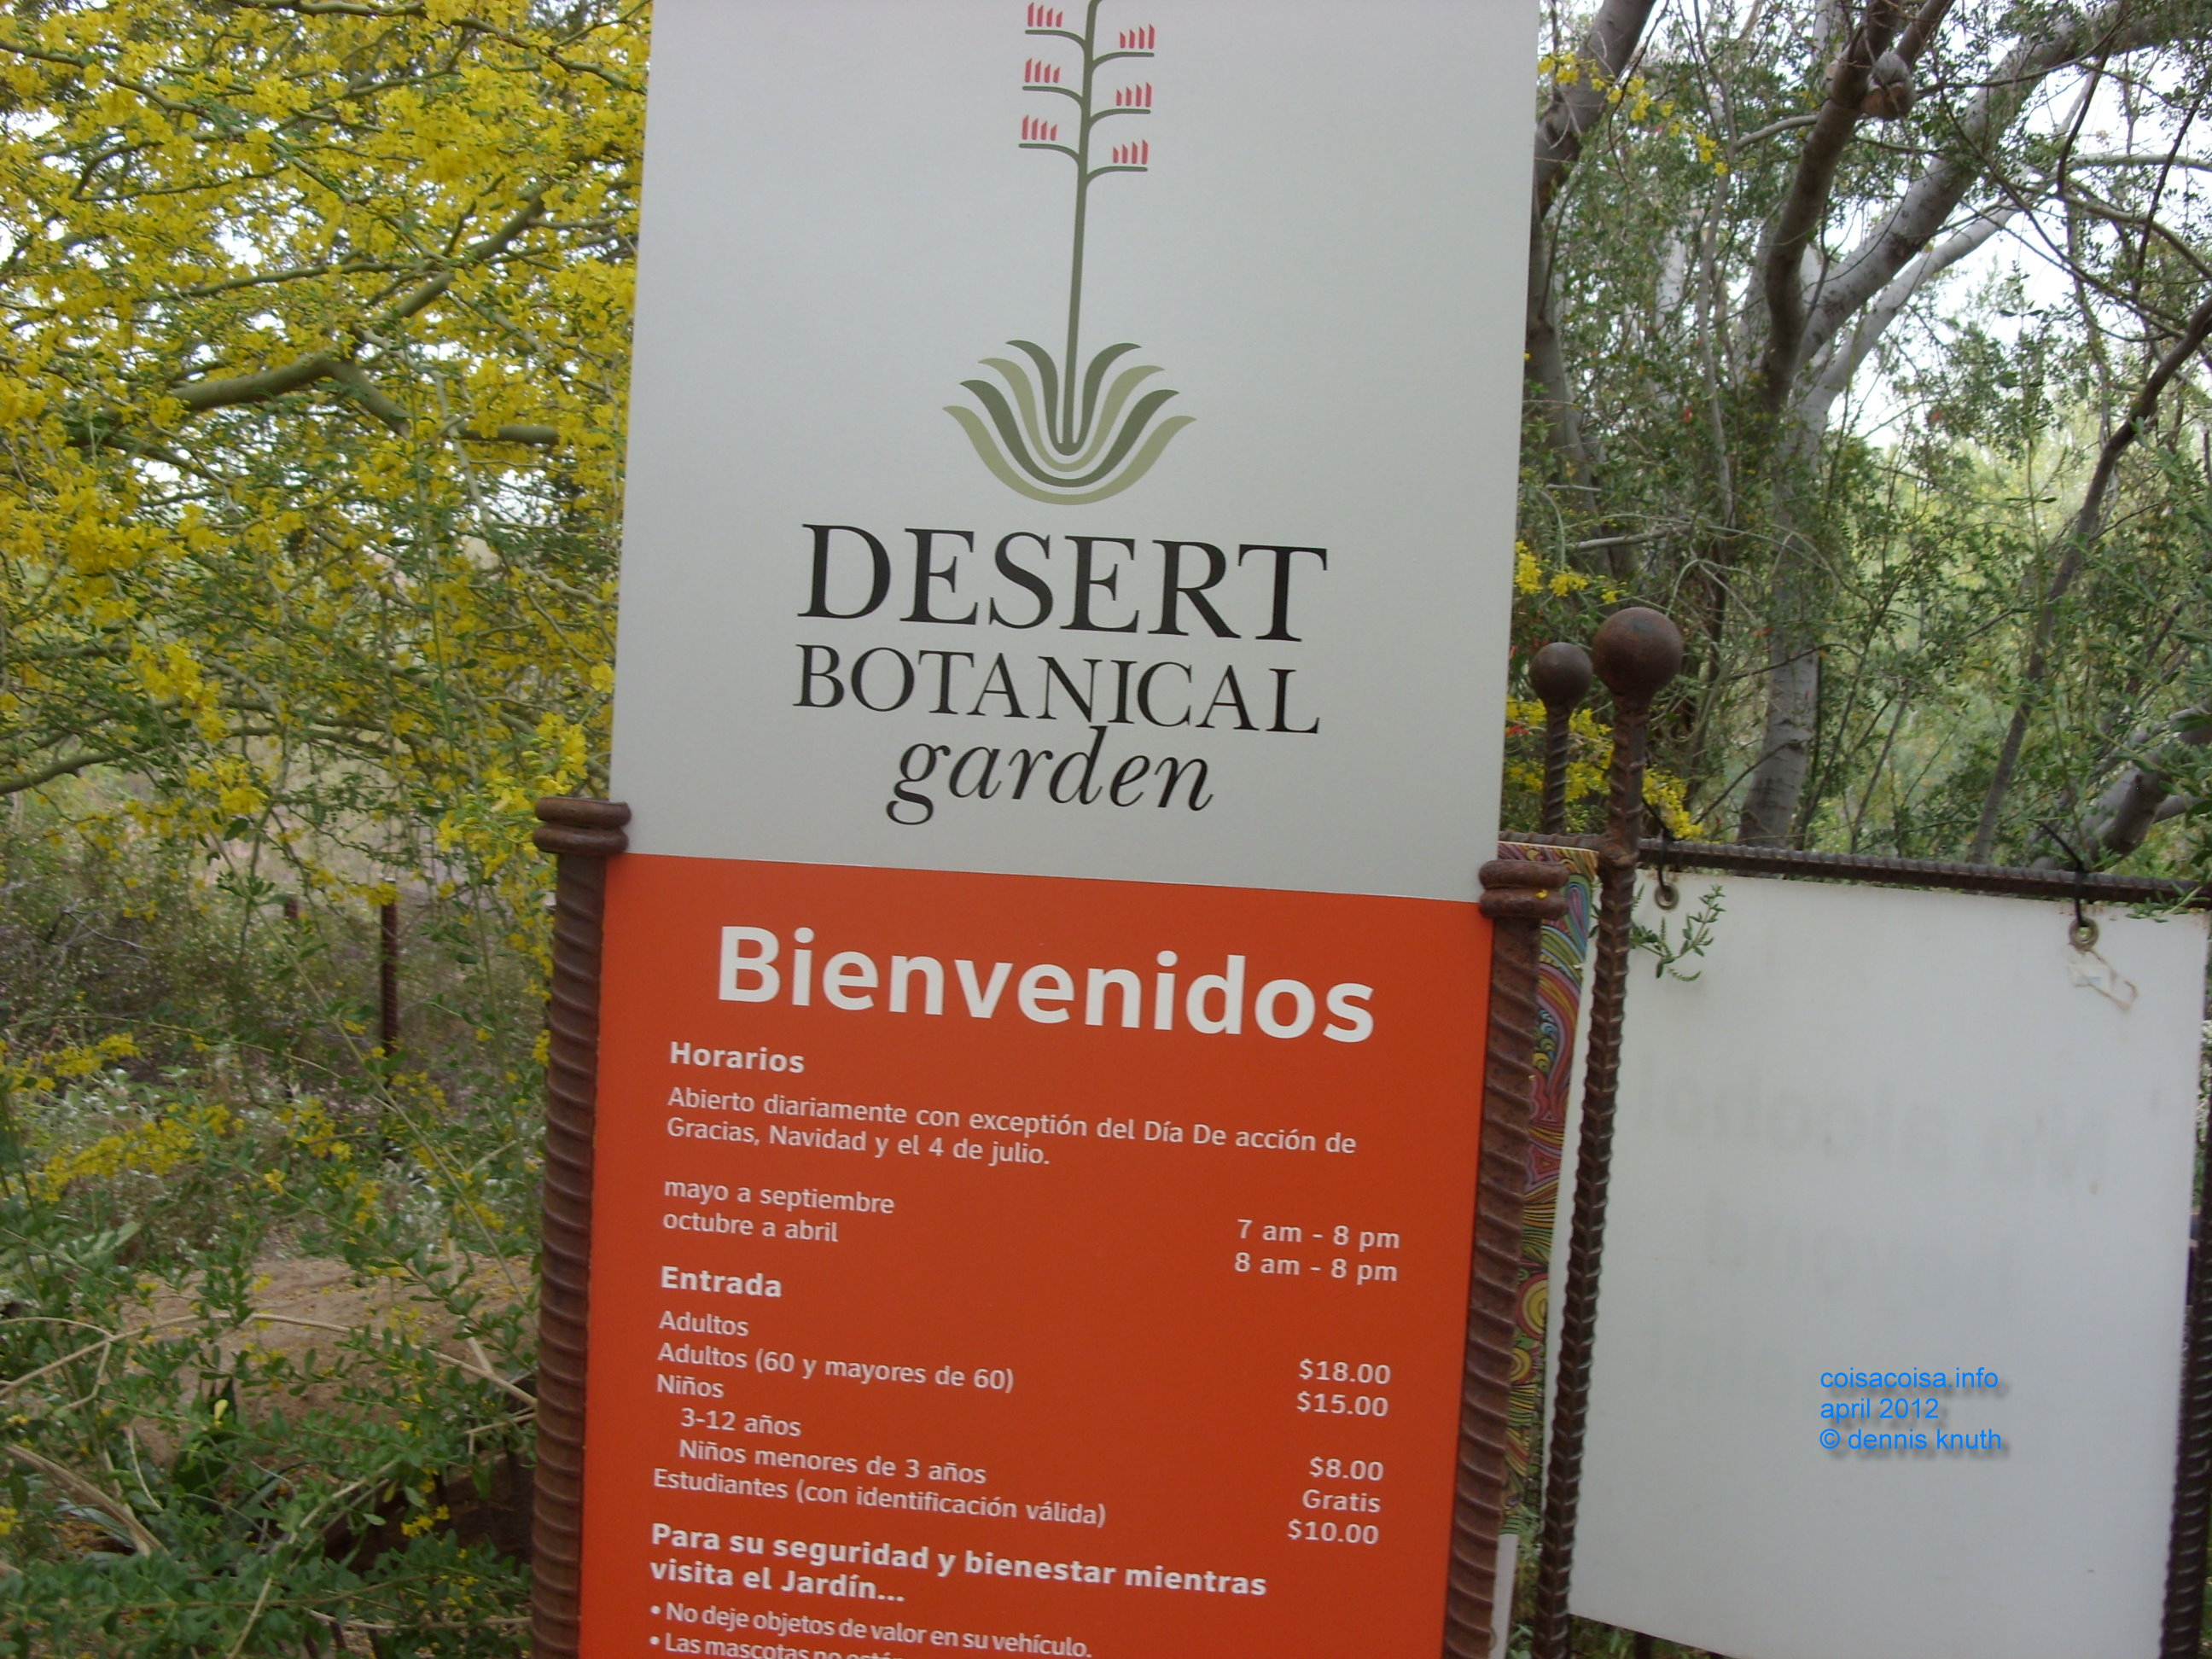 DESERT
BOTANICAL
garden
Bienvenidos
Horarios
Abierto diariamente con exceptión del Día De acción de
Gracias, Navidad y el 4 de julio.
mayo a septiembre 7 am - 8 pm
octubre a abril 8 am - 8 pm
Entrada
Adultos $18.00
Adultos (60 y mayores de 60) $15.00
Niños
3-12 años $8.00
Niños menores de 3 años Gratis
Estudiantes (con identificación válida) $10.00
Para su seguridad y bienestar mientras
visita el Jardín...
• No deje objetos de valor en su vehículo.
• Las mascotas no
coisacoisa.info
april 2012
© dennis knuth